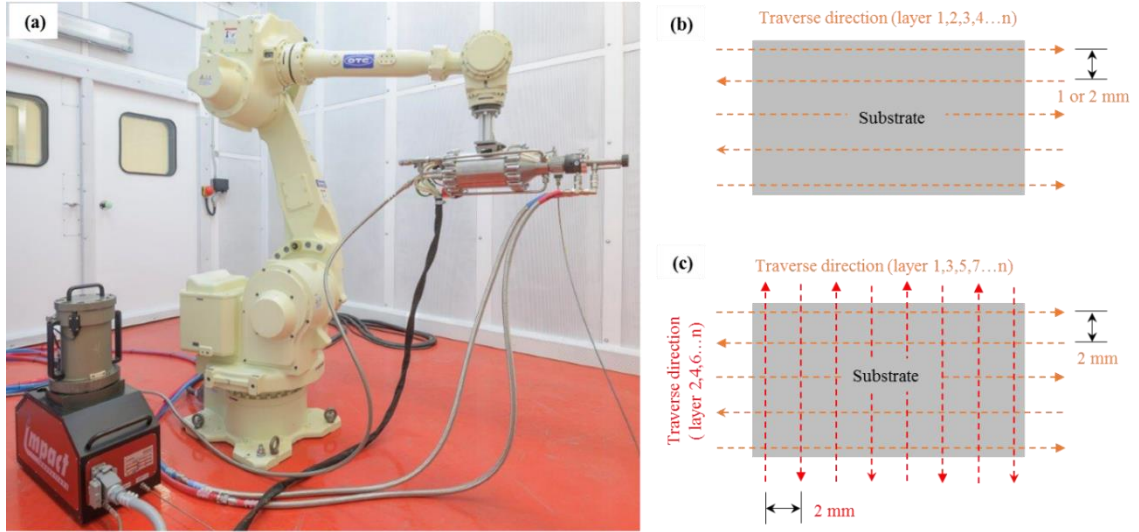 (a)
OTC
Impact
(b)
Traverse direction (layer 1,2,3,4…n)
1 or 2 mm
Substrate
(c)
Traverse direction (layer 1,3,5,7…n)
Traverse direction
( layer 2,4,6…n)
2 mm
Substrate
2 mm